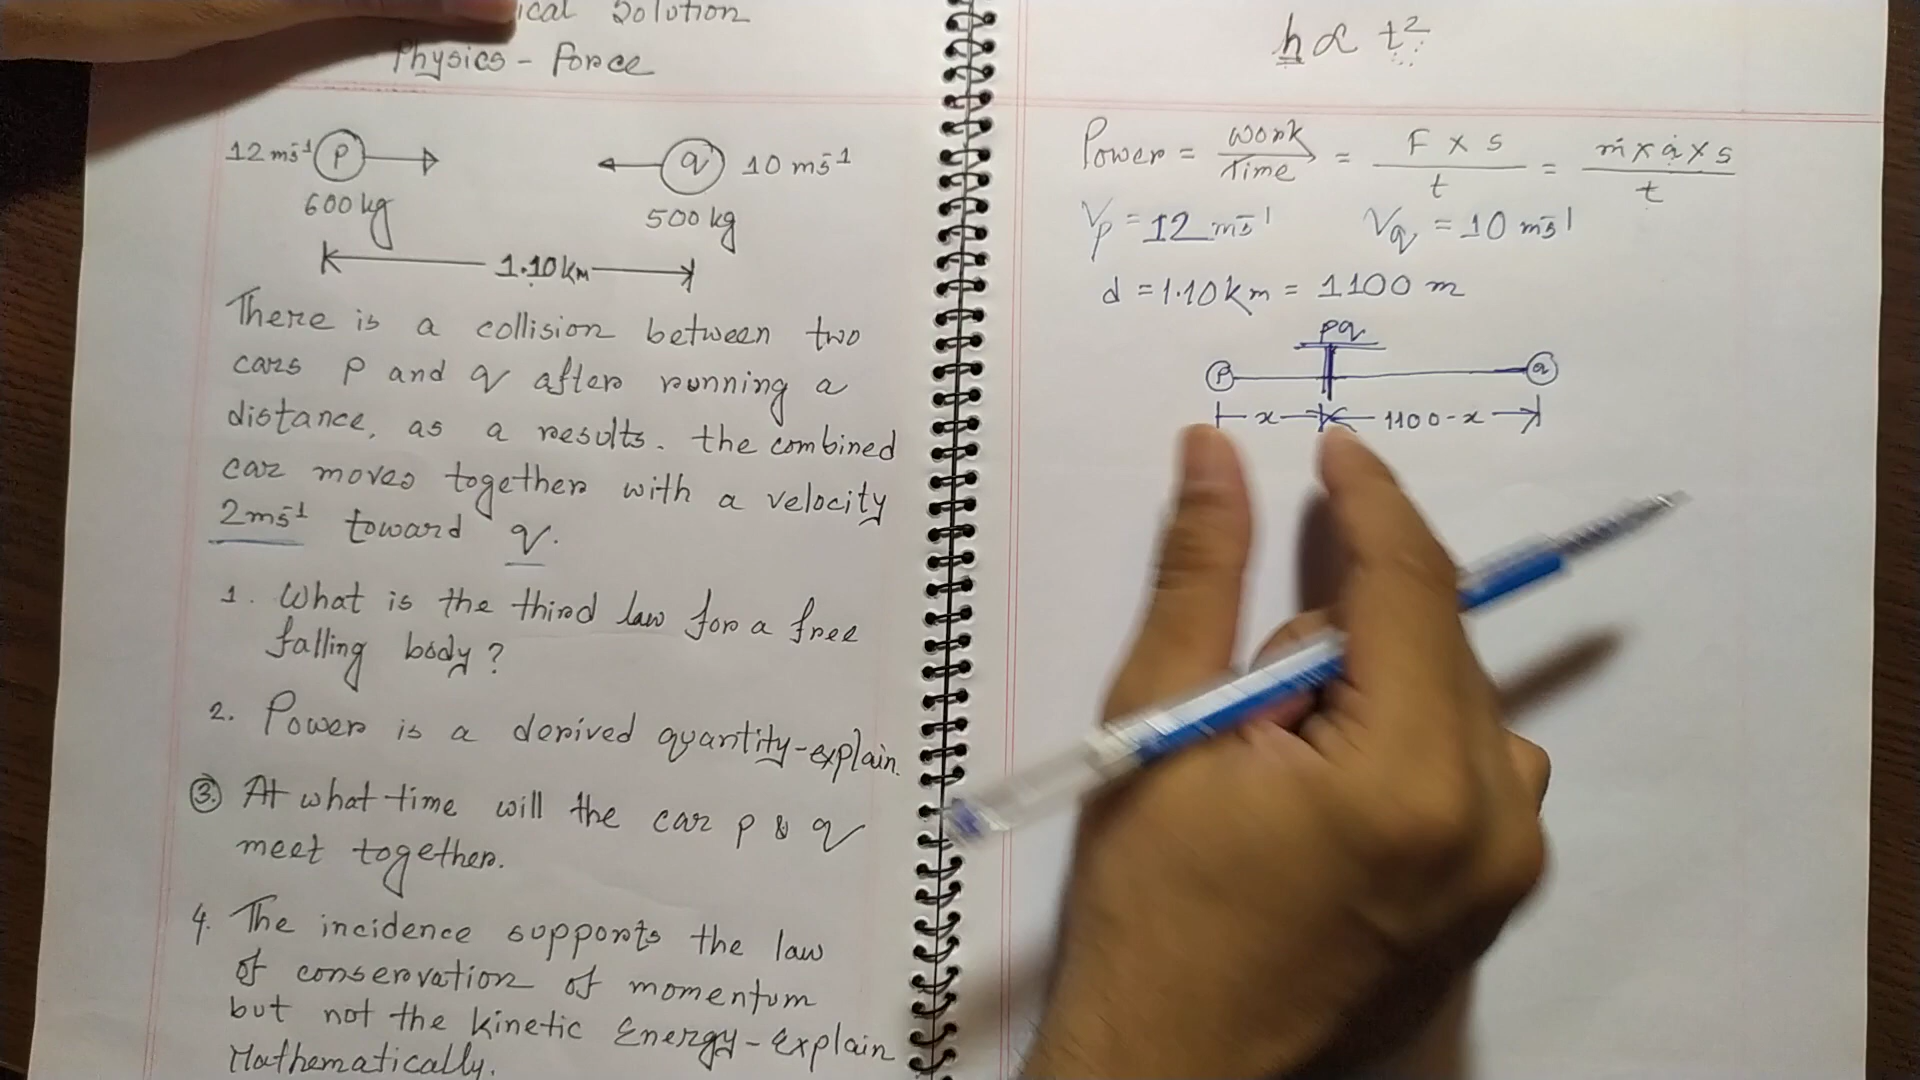 Solution
Physics - Force
12 ms⁻¹ P q 10 ms⁻¹
600 kg 500 kg
1.10 km
There is a collision between two
cars P and q after running a
distance, as a results. the combined
car moves together with a velocity
2ms⁻¹ toward q.
1. What is the third law for a free
falling body?
2. Power is a derived quantity-explain.
3. At what time will the car P & q
meet together.
4. The incidence supports the law
of conservation of momentum
but not the kinetic Energy - explain
Mathematically.
h ∝ t²
Power = work/Time = F × s/t = m × a × s/t
Vp = 12 ms⁻¹ Vq = 10 ms⁻¹
d = 1.10 km = 1100 m
pq
P q
x 1100-x